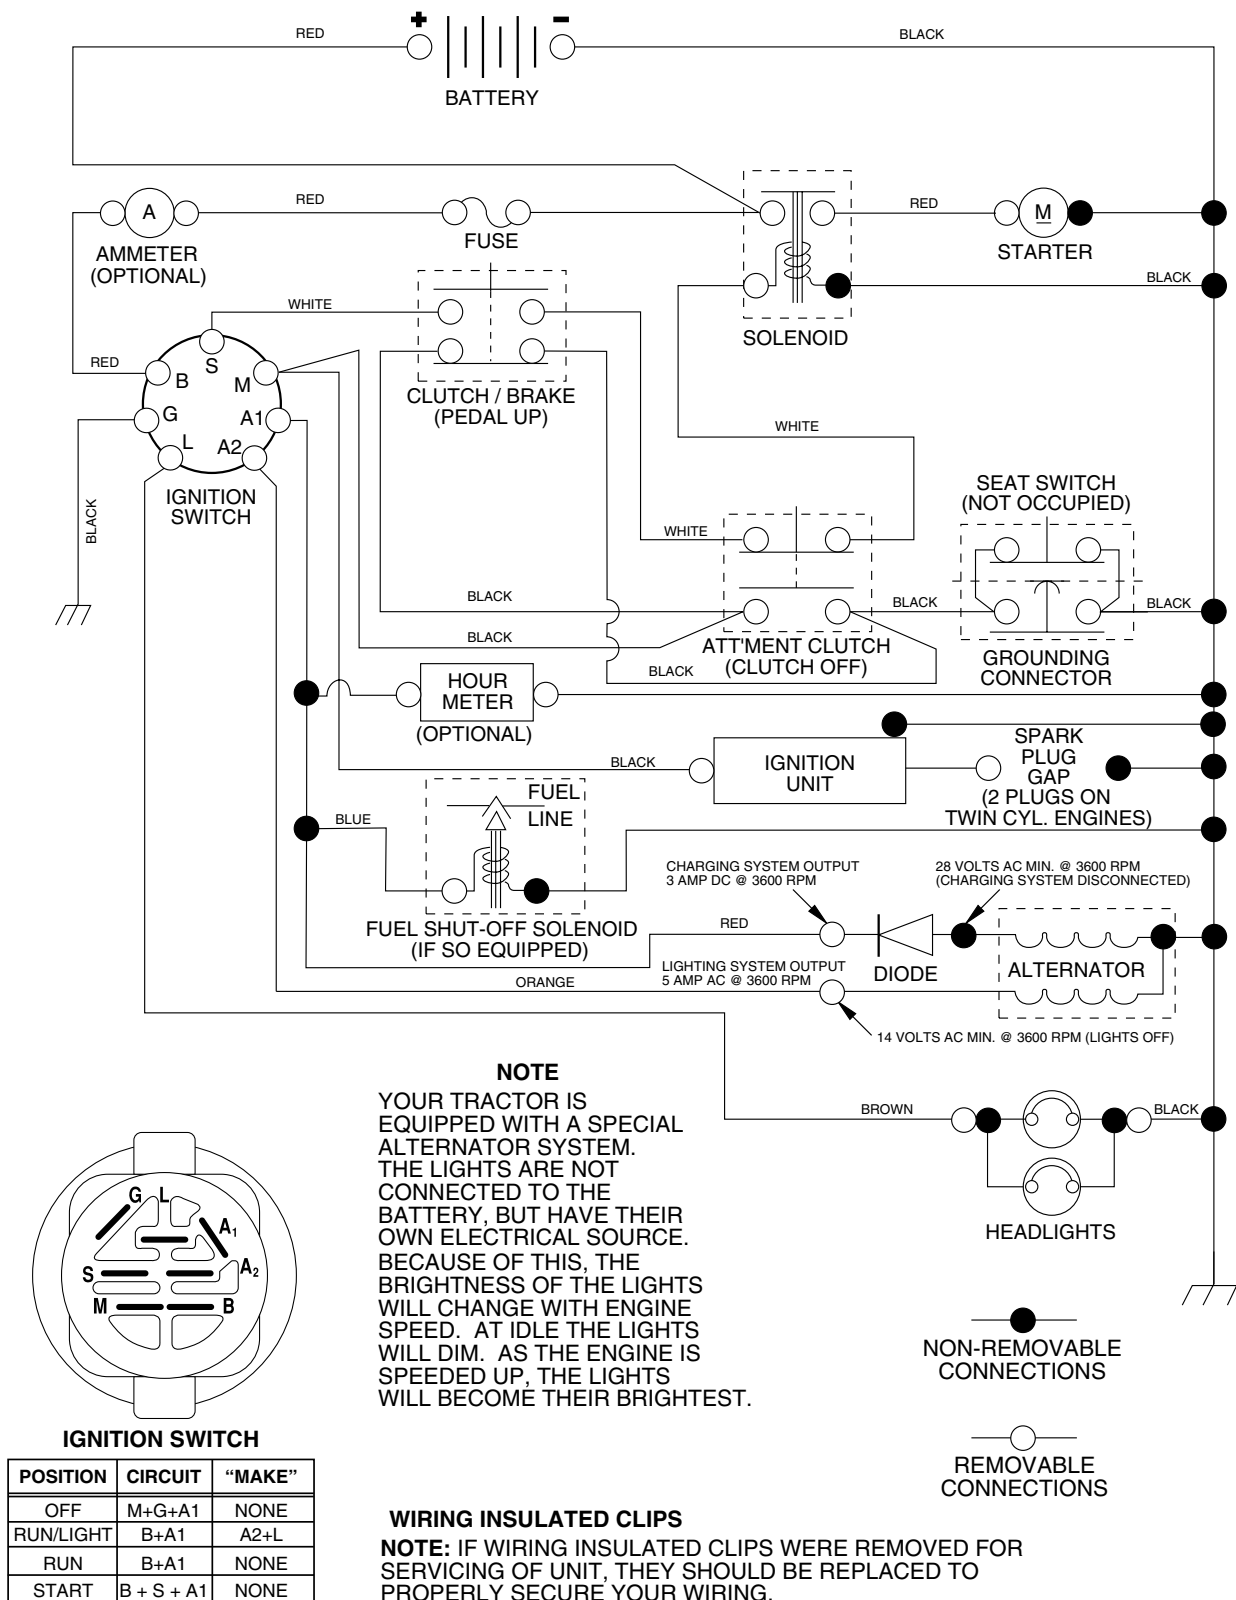 + −
RED
BLACK
BATTERY
A
RED
RED
M
AMMETER
(OPTIONAL)
FUSE
STARTER
BLACK
WHITE
SOLENOID
RED
S
B
M
G
A1
L
A2
CLUTCH / BRAKE
(PEDAL UP)
WHITE
IGNITION
SWITCH
BLACK
SEAT SWITCH
(NOT OCCUPIED)
WHITE
BLACK
BLACK
BLACK
BLACK
ATT'MENT CLUTCH
(CLUTCH OFF)
GROUNDING
CONNECTOR
BLACK
HOUR
METER
(OPTIONAL)
BLACK
IGNITION
UNIT
SPARK
PLUG
GAP
(2 PLUGS ON
TWIN CYL. ENGINES)
FUEL
LINE
BLUE
FUEL SHUT-OFF SOLENOID
(IF SO EQUIPPED)
CHARGING SYSTEM OUTPUT
3 AMP DC @ 3600 RPM
28 VOLTS AC MIN. @ 3600 RPM
(CHARGING SYSTEM DISCONNECTED)
RED
DIODE
ALTERNATOR
LIGHTING SYSTEM OUTPUT
5 AMP AC @ 3600 RPM
ORANGE
14 VOLTS AC MIN. @ 3600 RPM (LIGHTS OFF)
NOTE
YOUR TRACTOR IS
EQUIPPED WITH A SPECIAL
ALTERNATOR SYSTEM.
THE LIGHTS ARE NOT
CONNECTED TO THE
BATTERY, BUT HAVE THEIR
OWN ELECTRICAL SOURCE.
BECAUSE OF THIS, THE
BRIGHTNESS OF THE LIGHTS
WILL CHANGE WITH ENGINE
SPEED. AT IDLE THE LIGHTS
WILL DIM. AS THE ENGINE IS
SPEEDED UP, THE LIGHTS
WILL BECOME THEIR BRIGHTEST.
BROWN
BLACK
HEADLIGHTS
G L
A1
S
A2
M
B
IGNITION SWITCH
POSITION CIRCUIT “MAKE”
OFF M+G+A1 NONE
RUN/LIGHT B+A1 A2+L
RUN B+A1 NONE
START B + S + A1 NONE
NON-REMOVABLE
CONNECTIONS
REMOVABLE
CONNECTIONS
WIRING INSULATED CLIPS
NOTE: IF WIRING INSULATED CLIPS WERE REMOVED FOR
SERVICING OF UNIT, THEY SHOULD BE REPLACED TO
PROPERLY SECURE YOUR WIRING.